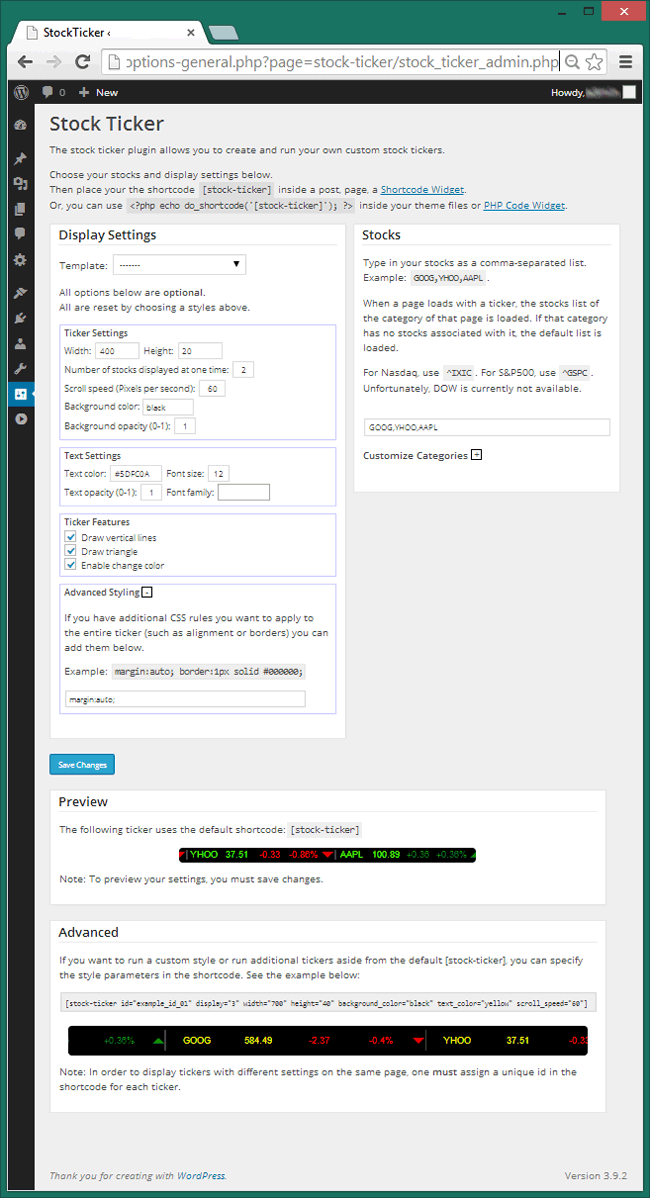 StockTicker ‹
options-general.php?page=stock-ticker/stock_ticker_admin.php
0 New
Howdy,
Stock Ticker
The stock ticker plugin allows you to create and run your own custom stock tickers.
Choose your stocks and display settings below.
Then place your shortcode [stock-ticker] inside a post, page, a Shortcode Widget.
Or, you can use <?php echo do_shortcode(`[stock-ticker]`); ?> inside your theme files or PHP Code Widget.
Display Settings
Template: -------
All options below are optional.
All are reset by choosing a styles above.
Ticker Settings
Width: 400 Height: 20
Number of stocks displayed at one time: 2
Scroll speed (Pixels per second): 60
Background color: black
Background opacity (0-1): 1
Text Settings
Text color: #5DFC0A Font size: 12
Text opacity (0-1): 1 Font family:
Ticker Features
Draw vertical lines
Draw triangle
Enable change color
Advanced Styling -
If you have additional CSS rules you want to apply to
the entire ticker (such as alignment or borders) you can
add them below.
Example: margin:auto; border:1px solid #000000;
margin:auto;
Stocks
Type in your stocks as a comma-separated list.
Example: GOOG,YHOO,AAPL.
When a page loads with a ticker, the stocks list of
the category of that page is loaded. If that category
has no stocks associated with it, the default list is
loaded.
For Nasdaq, use ^IXIC. For S&P500, use ^GSPC.
Unfortunately, DOW is currently not available.
GOOG,YHOO,AAPL
Customize Categories +
Save Changes
Preview
The following ticker uses the default shortcode: [stock-ticker]
YHOO 37.51 -0.33 -0.88% AAPL 100.89 +0.36 +0.36%
Note: To preview your settings, you must save changes.
Advanced
If you want to run a custom style or run additional tickers aside from the default [stock-ticker], you can specify
the style parameters in the shortcode. See the example below:
[stock-ticker id="example_id_01" display="3" width="700" height="40" background_color="black" text_color="yellow" scroll_speed="60"]
+0.36% GOOG 584.49 -2.37 -0.4% YHOO 37.51
Note: In order to display tickers with different settings on the same page, one must assign a unique id in the
shortcode for each ticker.
Thank you for creating with WordPress.
Version 3.9.2